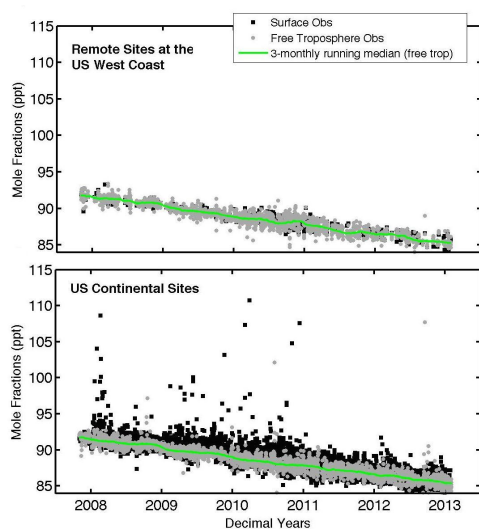 Surface Obs
Free Troposphere Obs
3-monthly running median (free trop)
Remote Sites at the
US West Coast
115
110
105
100
95
90
85
Mole Fractions (ppt)
US Continental Sites
115
110
105
100
95
90
85
Mole Fractions (ppt)
2008 2009 2010 2011 2012 2013
Decimal Years